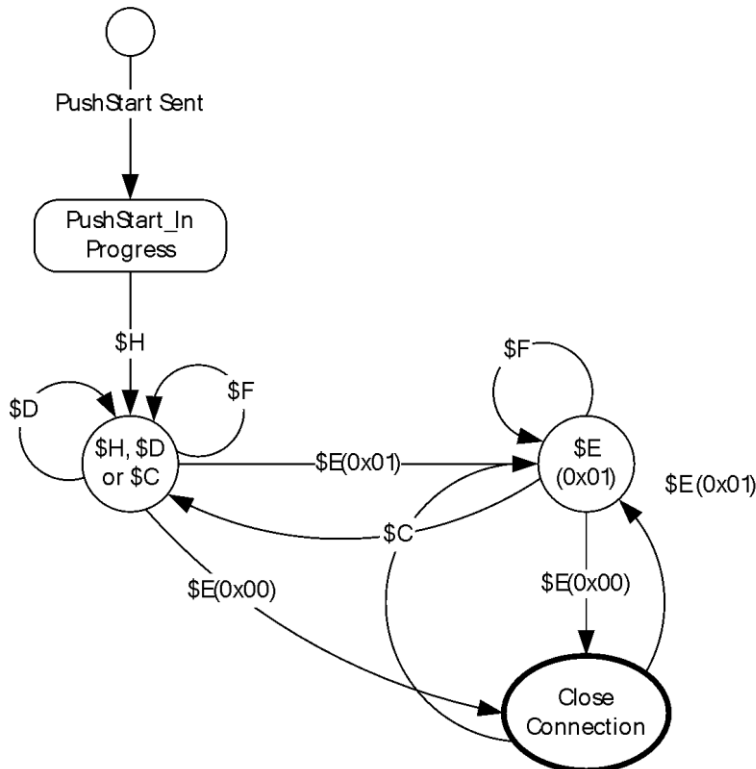 PushStart Sent
PushStart_In
Progress
$H
$D
$F
$F
$H, $D
or $C
$E(0x01)
$E
(0x01)
$E(0x01)
$C
$E(0x00)
$E(0x00)
Close
Connection